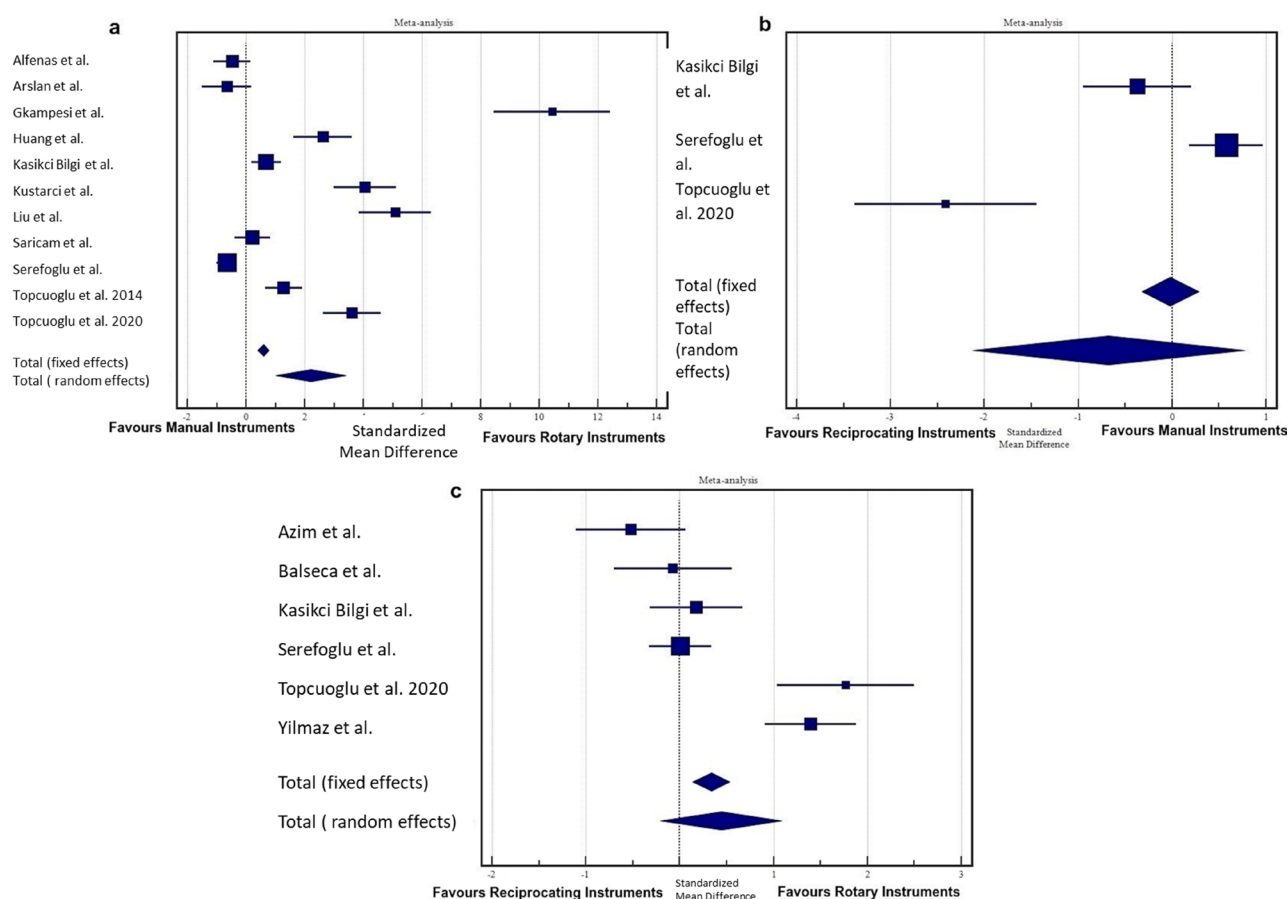 a
Meta-analysis
Alfenas et al.
Arslan et al.
Gkampesi et al.
Huang et al.
Kasikci Bilgi et al.
Kustarci et al.
Liu et al.
Saricam et al.
Serefoglu et al.
Topcuoglu et al. 2014
Topcuoglu et al. 2020
Total (fixed effects)
Total ( random effects)
-2 0 2 4 6 8 10 12 14
Favours Manual Instruments
Standardized
Mean Difference
Favours Rotary Instruments
b
Meta-analysis
Kasikci Bilgi
et al.
Serefoglu et
al.
Topcuoglu et
al. 2020
Total (fixed
effects)
Total
(random
effects)
-4 -3 -2 -1 0 1
Favours Reciprocating Instruments
Standardized
Mean Difference
Favours Manual Instruments
c
Meta-analysis
Azim et al.
Balseca et al.
Kasikci Bilgi et al.
Serefoglu et al.
Topcuoglu et al. 2020
Yilmaz et al.
Total (fixed effects)
Total ( random effects)
-2 -1 0 1 2 3
Favours Reciprocating Instruments
Standardized
Mean Difference
Favours Rotary Instruments